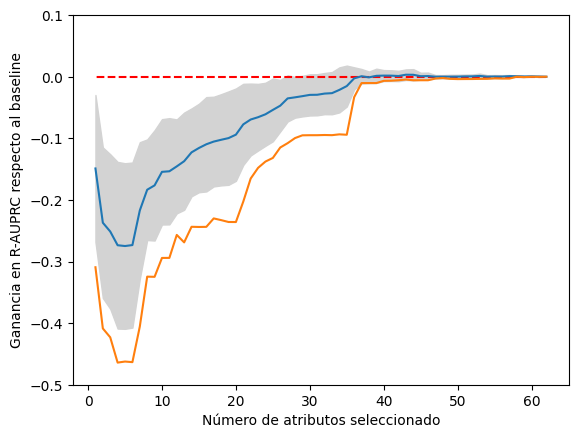 Ganancia en R-AUPRC respecto al baseline
0.1
0.0
−0.1
−0.2
−0.3
−0.4
−0.5
0 10 20 30 40 50 60
Número de atributos seleccionado